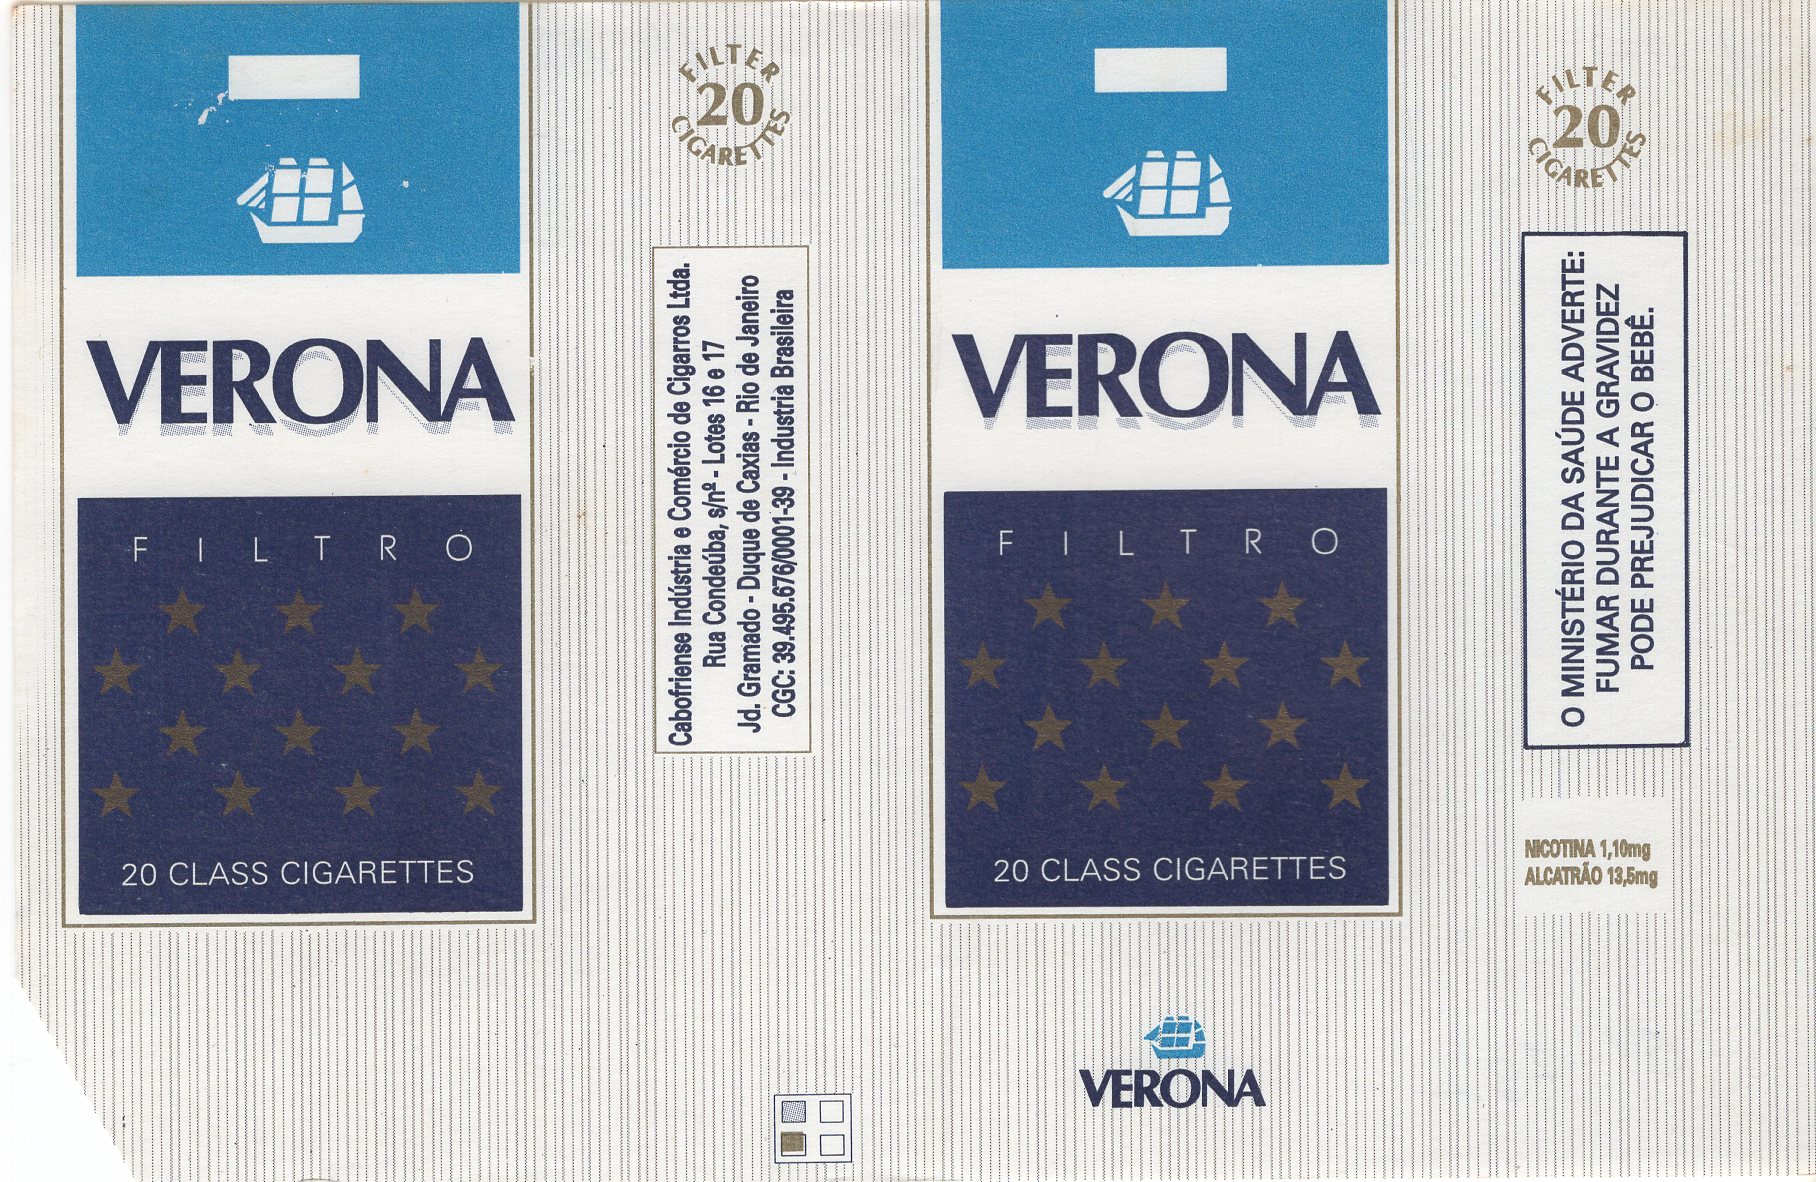 VERONA
FILTRO
20 CLASS CIGARETTES
FILTER
20
CIGARETTES
Cabofriense Indústria e Comércio de Cigarros Ltda.
Rua Condeúba, s/nº - Lotes 16 e 17
Jd. Gramado - Duque de Caxias - Rio de Janeiro
CGC: 39.495.676/0001-39 - Industria Brasileira
VERONA
FILTRO
20 CLASS CIGARETTES
VERONA
FILTER
20
CIGARETTES
O MINISTÉRIO DA SAÚDE ADVERTE:
FUMAR DURANTE A GRAVIDEZ
PODE PREJUDICAR O BEBÊ.
NICOTINA 1,10mg
ALCATRÃO 13,5mg